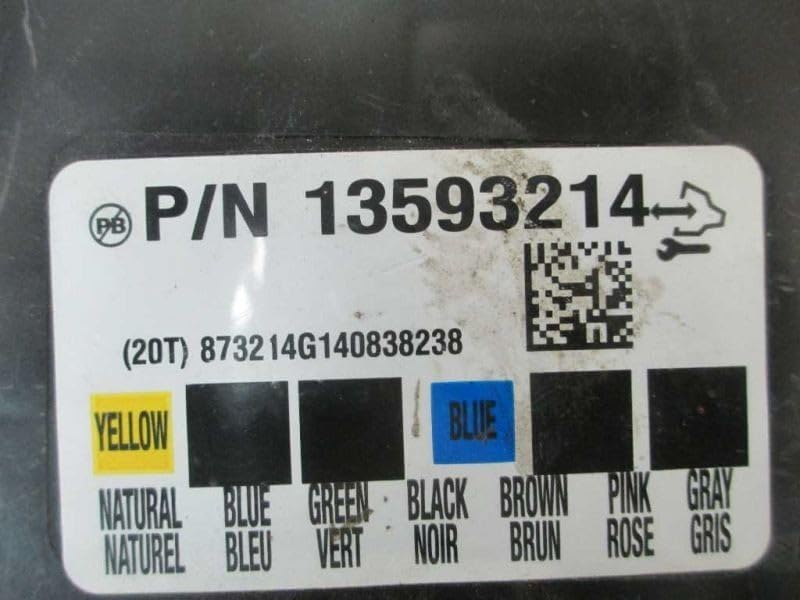 PB P/N 13593214
(20T) 873214G140838238
YELLOW BLUE
NATURAL BLUE GREEN BLACK BROWN PINK GRAY
NATUREL BLEU VERT NOIR BRUN ROSE GRIS